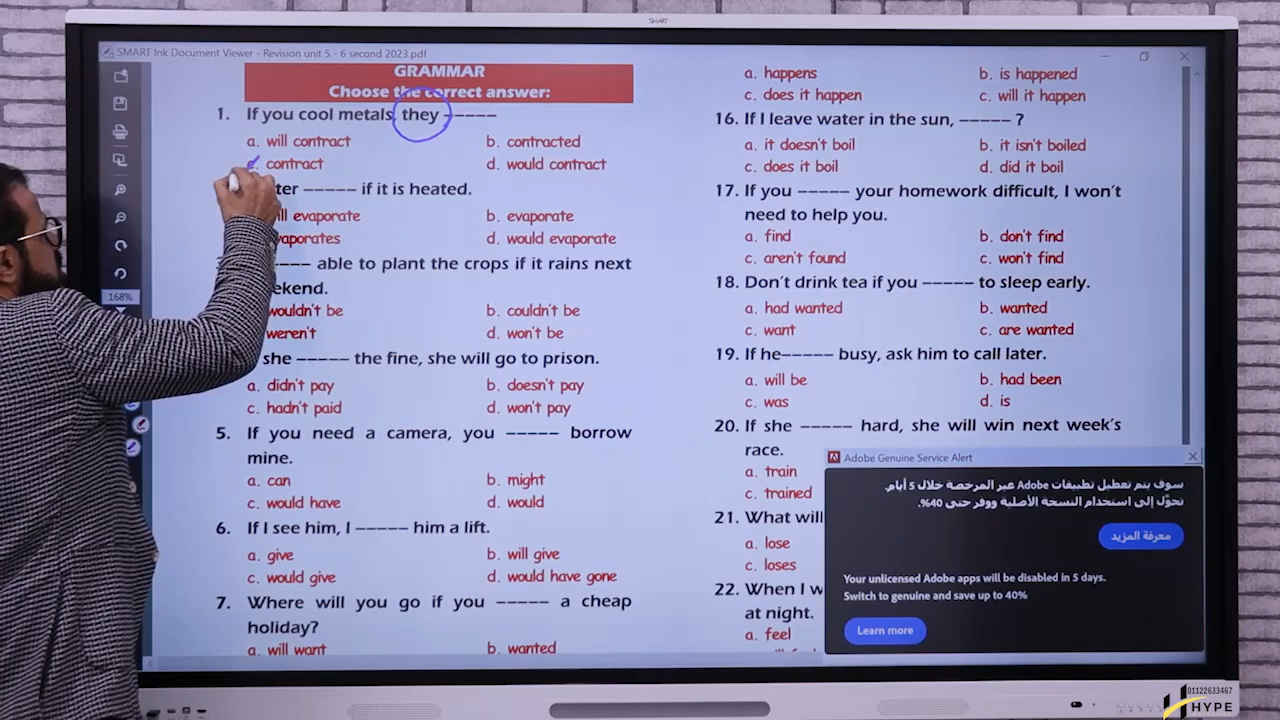 SMART
SMART Ink Document Viewer - Revision unit 5 - 6 second 2023.pdf
GRAMMAR
Choose the correct answer:
1. If you cool metals, they -----
a. will contract b. contracted
c. contract d. would contract
----- if it is heated.
evaporate b. evaporate
d. would evaporate
---- able to plant the crops if it rains next
wouldn't be b. couldn't be
weren't d. won't be
she ----- the fine, she will go to prison.
a. didn't pay b. doesn't pay
c. hadn't paid d. won't pay
5. If you need a camera, you ----- borrow
mine.
a. can b. might
c. would have d. would
6. If I see him, I ----- him a lift.
a. give b. will give
c. would give d. would have gone
7. Where will you go if you ----- a cheap
holiday?
a. will want b. wanted
168%
a. happens b. is happened
c. does it happen c. will it happen
16. If I leave water in the sun, ----- ?
a. it doesn't boil b. it isn't boiled
c. does it boil d. did it boil
17. If you ----- your homework difficult, I won't
need to help you.
a. find b. don't find
c. aren't found c. won't find
18. Don't drink tea if you ----- to sleep early.
a. had wanted b. wanted
c. want c. are wanted
19. If he----- busy, ask him to call later.
a. will be b. had been
c. was d. is
20. If she ----- hard, she will win next week's
race.
a. train
c. trained
21. What will
a. lose
c. loses
22. When I w
at night.
a. feel
Adobe Genuine Service Alert
سوف يتم تعطيل تطبيقات Adobe غير المرخصة خلال 5 أيام.
تحوّل إلى استخدام النسخة الأصلية ووفر حتى 40%.
معرفة المزيد
Your unlicensed Adobe apps will be disabled in 5 days.
Switch to genuine and save up to 40%
Learn more
01122633467
HYPE